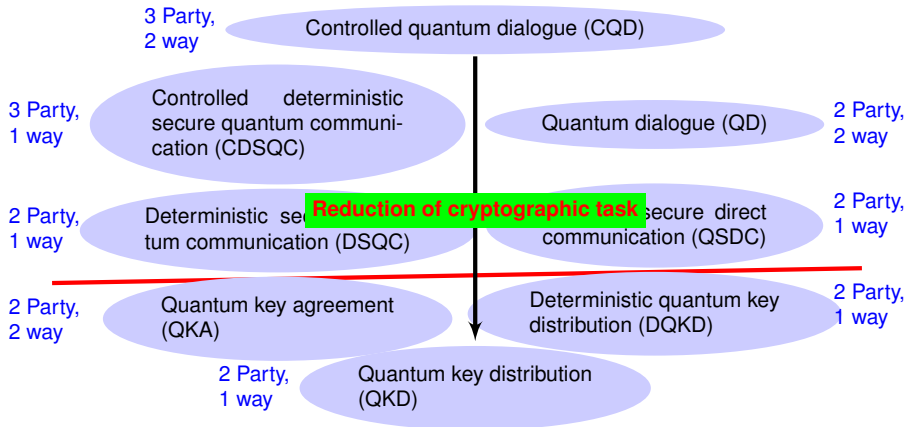 3 Party,
2 way
Controlled quantum dialogue (CQD)
3 Party,
1 way
Controlled deterministic
secure quantum communi-
cation (CDSQC)
Quantum dialogue (QD)
2 Party,
2 way
2 Party,
1 way
Deterministic sec
tum communication (DSQC)
Reduction of cryptographic task
secure direct
communication (QSDC)
2 Party,
1 way
2 Party,
2 way
Quantum key agreement
(QKA)
Deterministic quantum key
distribution (DQKD)
2 Party,
1 way
2 Party,
1 way
Quantum key distribution
(QKD)